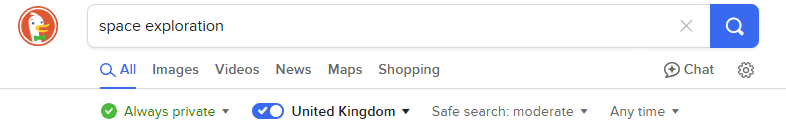 space exploration
All Images Videos News Maps Shopping Chat
Always private United Kingdom Safe search: moderate Any time